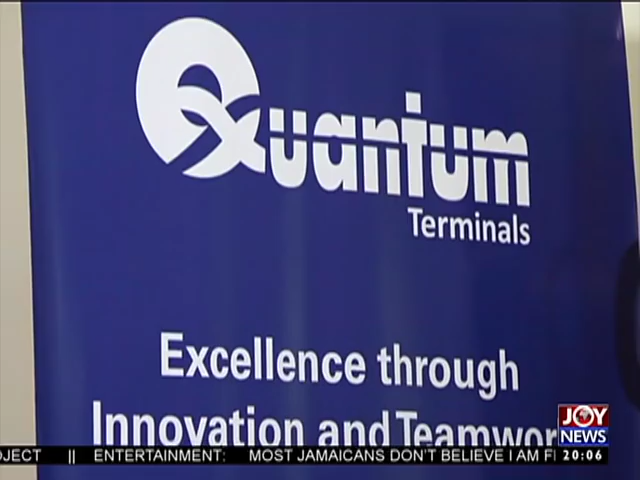 Quantum
Terminals
Excellence through
Innovation and Teamwor
JOY
NEWS
OJECT || ENTERTAINMENT: MOST JAMAICANS DON'T BELIEVE I AM F
20:06